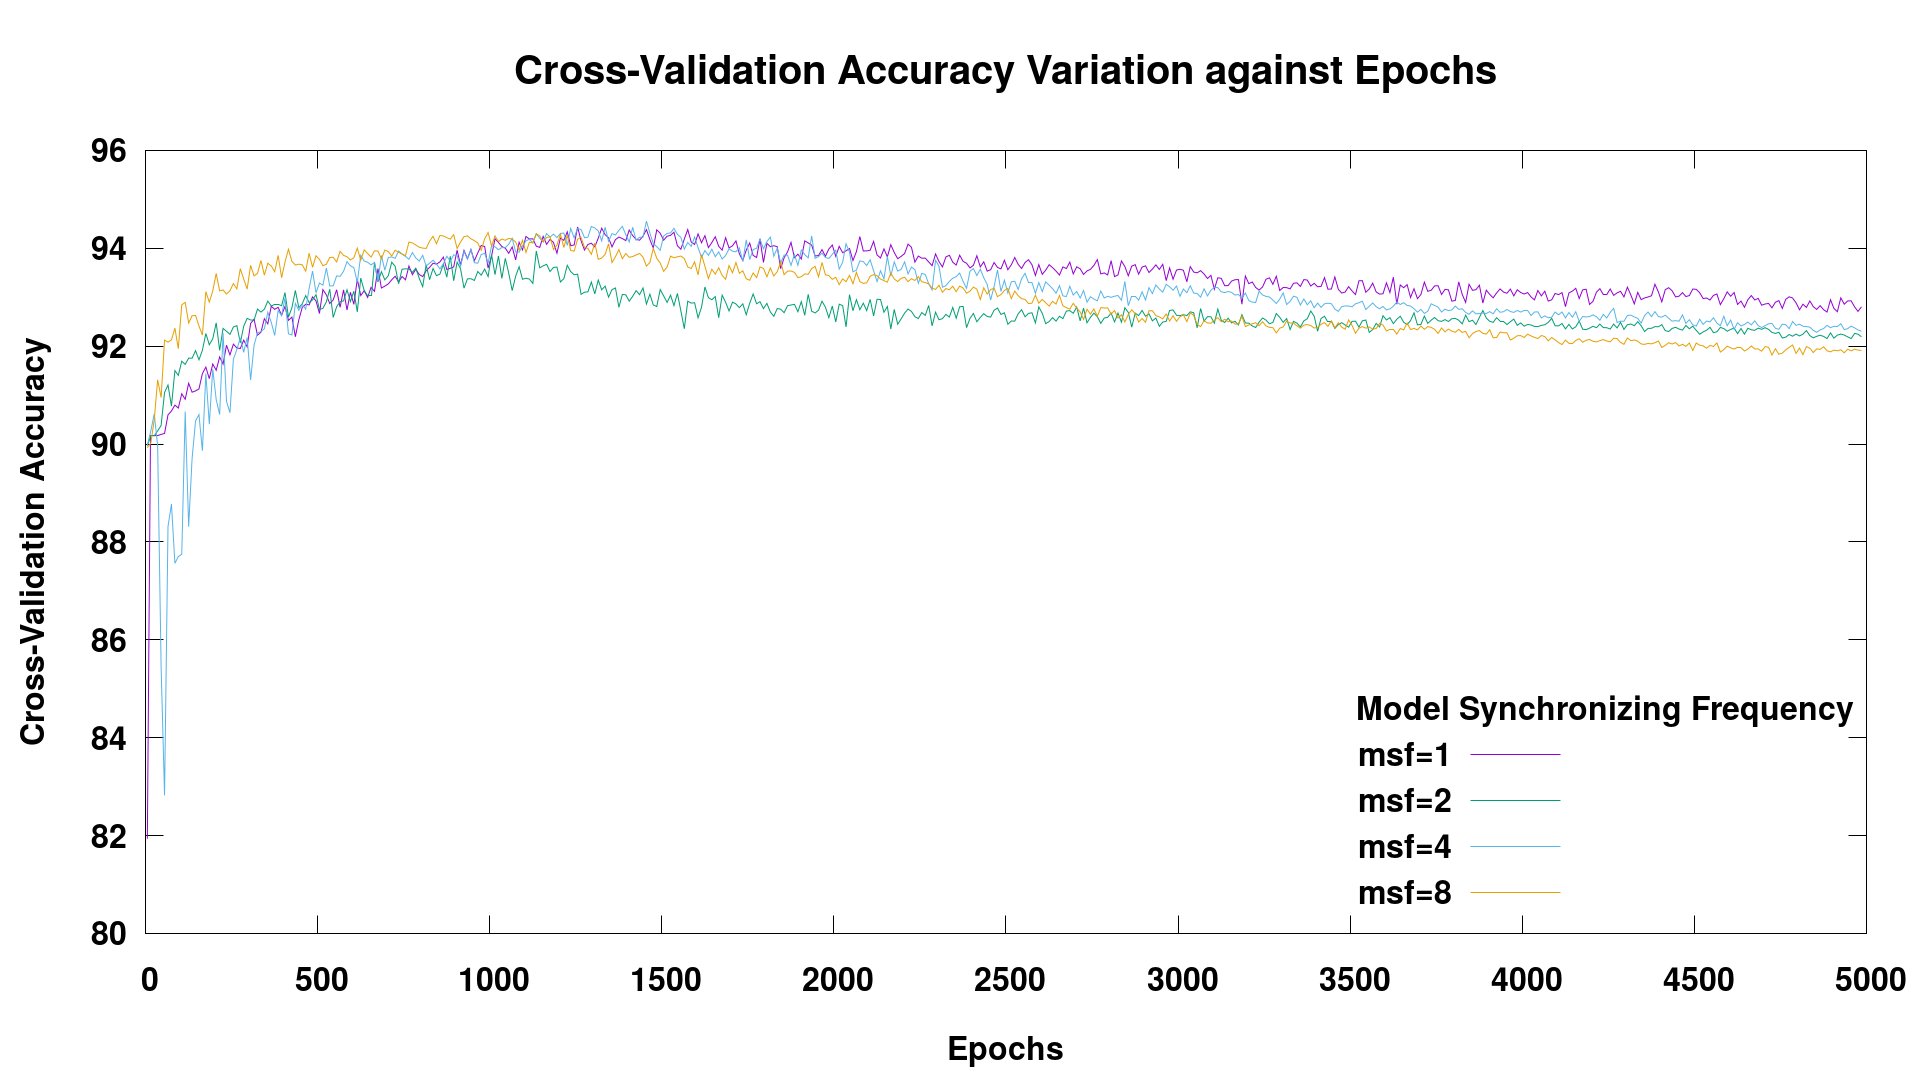 Cross-Validation Accuracy Variation against Epochs
96
94
92
90
88
86
84
82
80
Cross-Validation Accuracy
Model Synchronizing Frequency
msf=1
msf=2
msf=4
msf=8
0 500 1000 1500 2000 2500 3000 3500 4000 4500 5000
Epochs